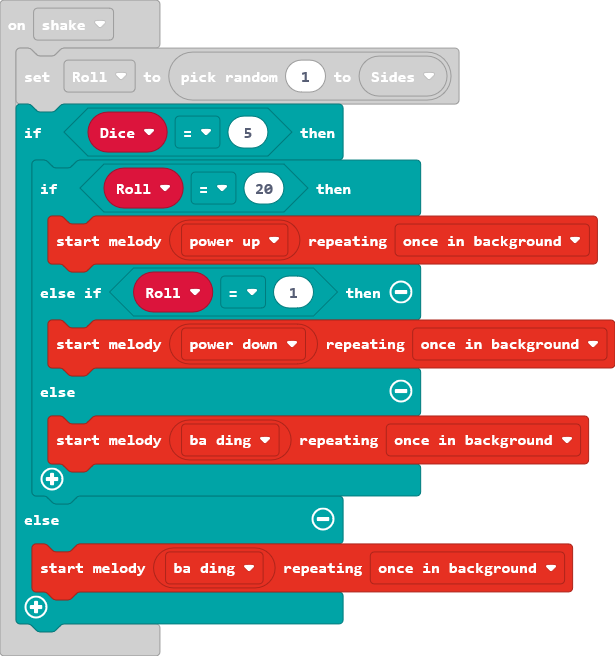 on shake
set Roll to pick random 1 to Sides
if Dice = 5 then
if Roll = 20 then
start melody power up repeating once in background
else if Roll = 1 then
start melody power down repeating once in background
else
start melody ba ding repeating once in background
else
start melody ba ding repeating once in background